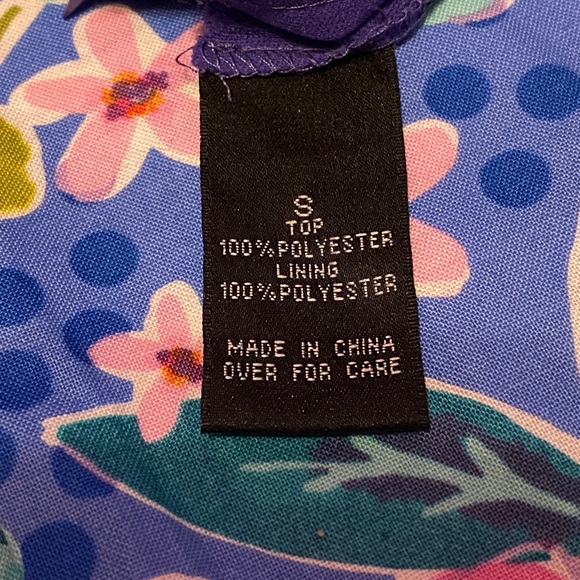 S
TOP
100%POLYESTER
LINING
100%POLYESTER
MADE IN CHINA
OVER FOR CARE